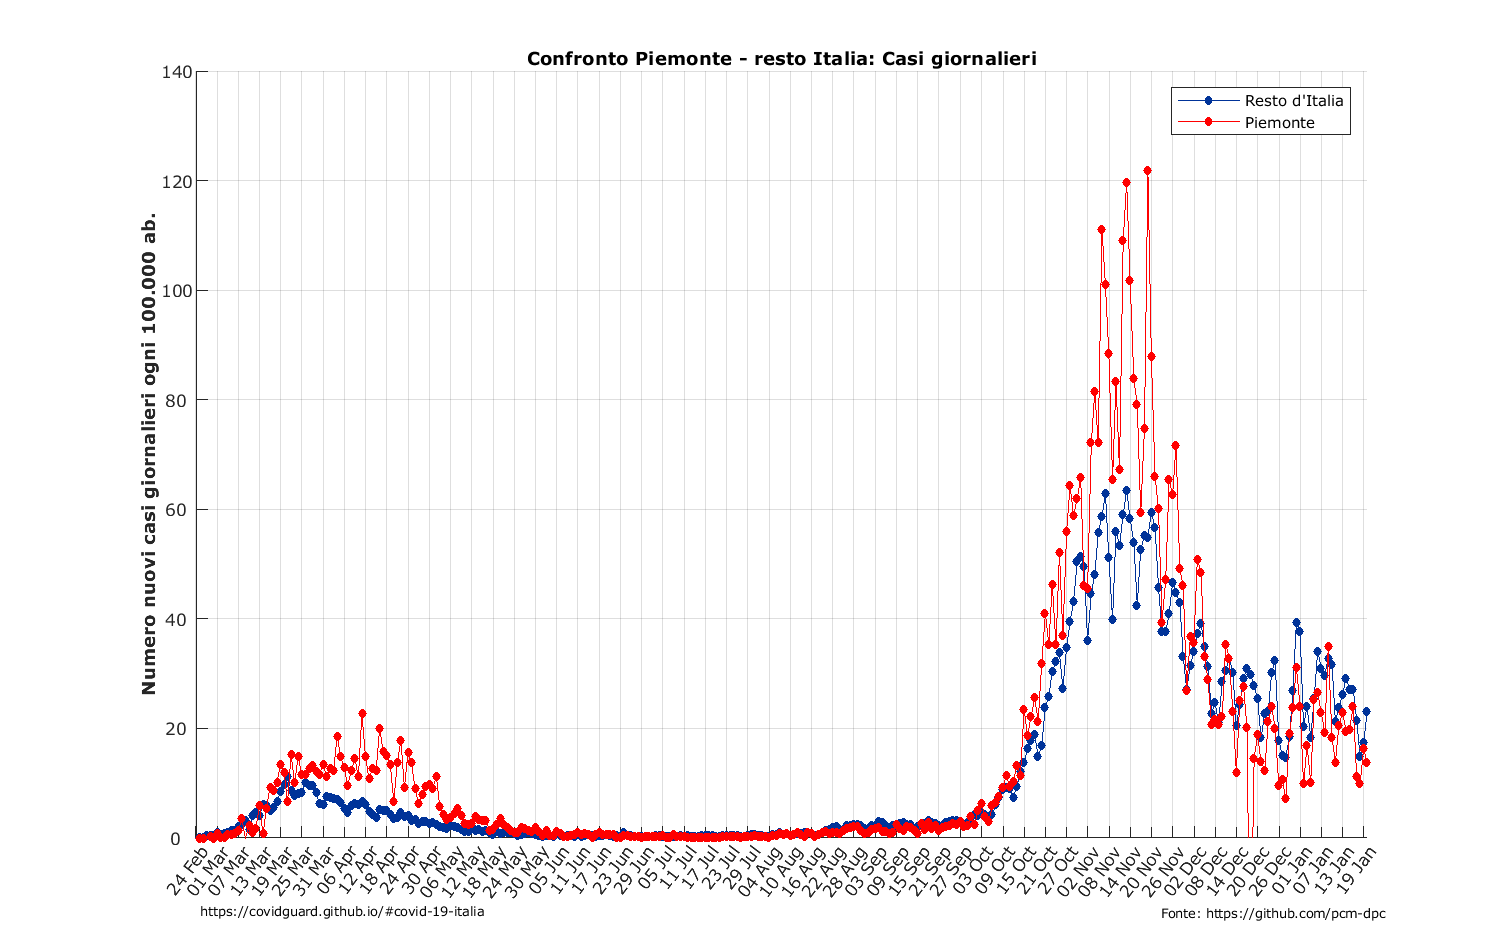 Confronto Piemonte - resto Italia: Casi giornalieri
Resto d'Italia
Piemonte
Numero nuovi casi giornalieri ogni 100.000 ab.
140
120
100
80
60
40
20
0
24 Feb
01 Mar
07 Mar
13 Mar
19 Mar
25 Mar
31 Mar
06 Apr
12 Apr
18 Apr
24 Apr
30 Apr
06 May
12 May
18 May
24 May
30 May
05 Jun
11 Jun
17 Jun
23 Jun
29 Jun
05 Jul
11 Jul
17 Jul
23 Jul
29 Jul
04 Aug
10 Aug
16 Aug
22 Aug
28 Aug
03 Sep
09 Sep
15 Sep
21 Sep
27 Sep
03 Oct
09 Oct
15 Oct
21 Oct
27 Oct
02 Nov
08 Nov
14 Nov
20 Nov
26 Nov
02 Dec
08 Dec
14 Dec
20 Dec
26 Dec
01 Jan
07 Jan
13 Jan
19 Jan
https://covidguard.github.io/#covid-19-italia
Fonte: https://github.com/pcm-dpc